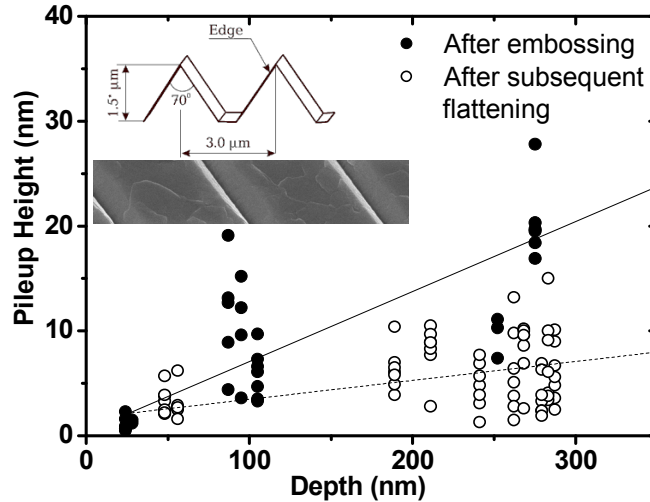 40
30
20
10
0
0
100
200
300
Pileup Height (nm)
Depth (nm)
After embossing
After subsequent
flattening
Edge
1.5 μm
70⁰
3.0 μm